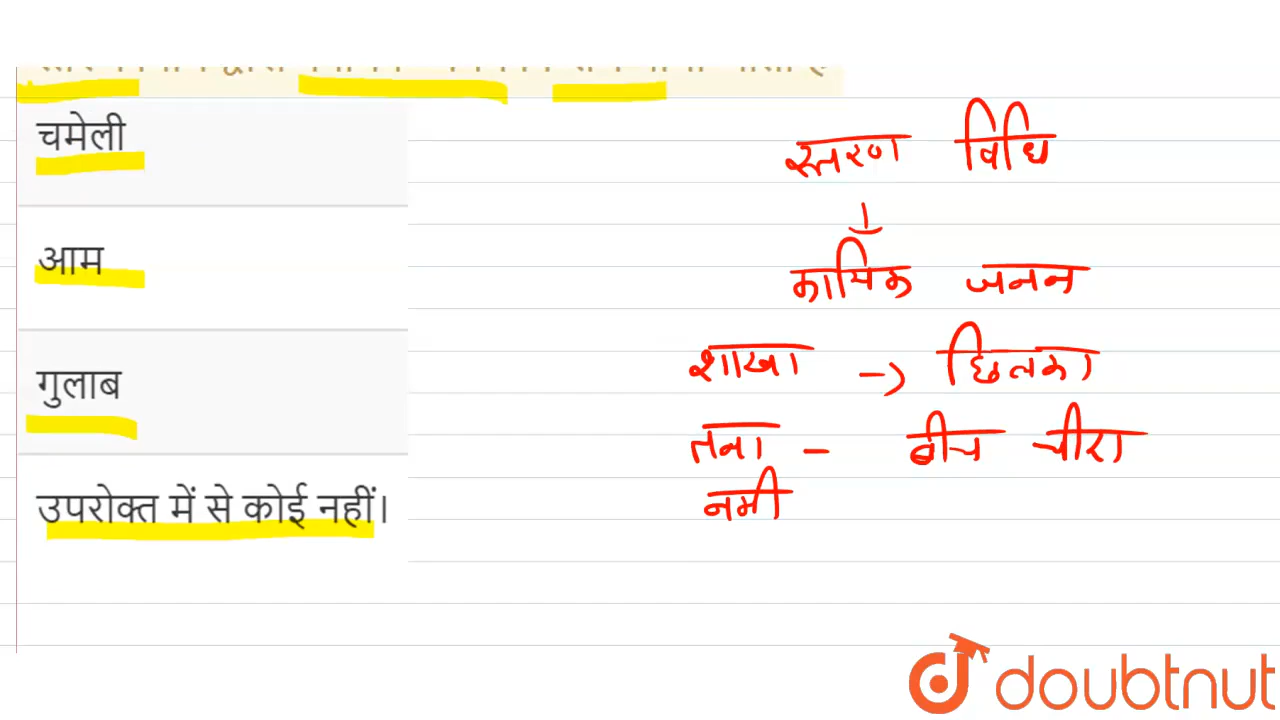 चमेली
आम
गुलाब
उपरोक्त में से कोई नहीं।
स्तरण विधि
↓
कायिक जनन
शाखा → छिलका
तना - बीच चीरा
नमी
doubtnut